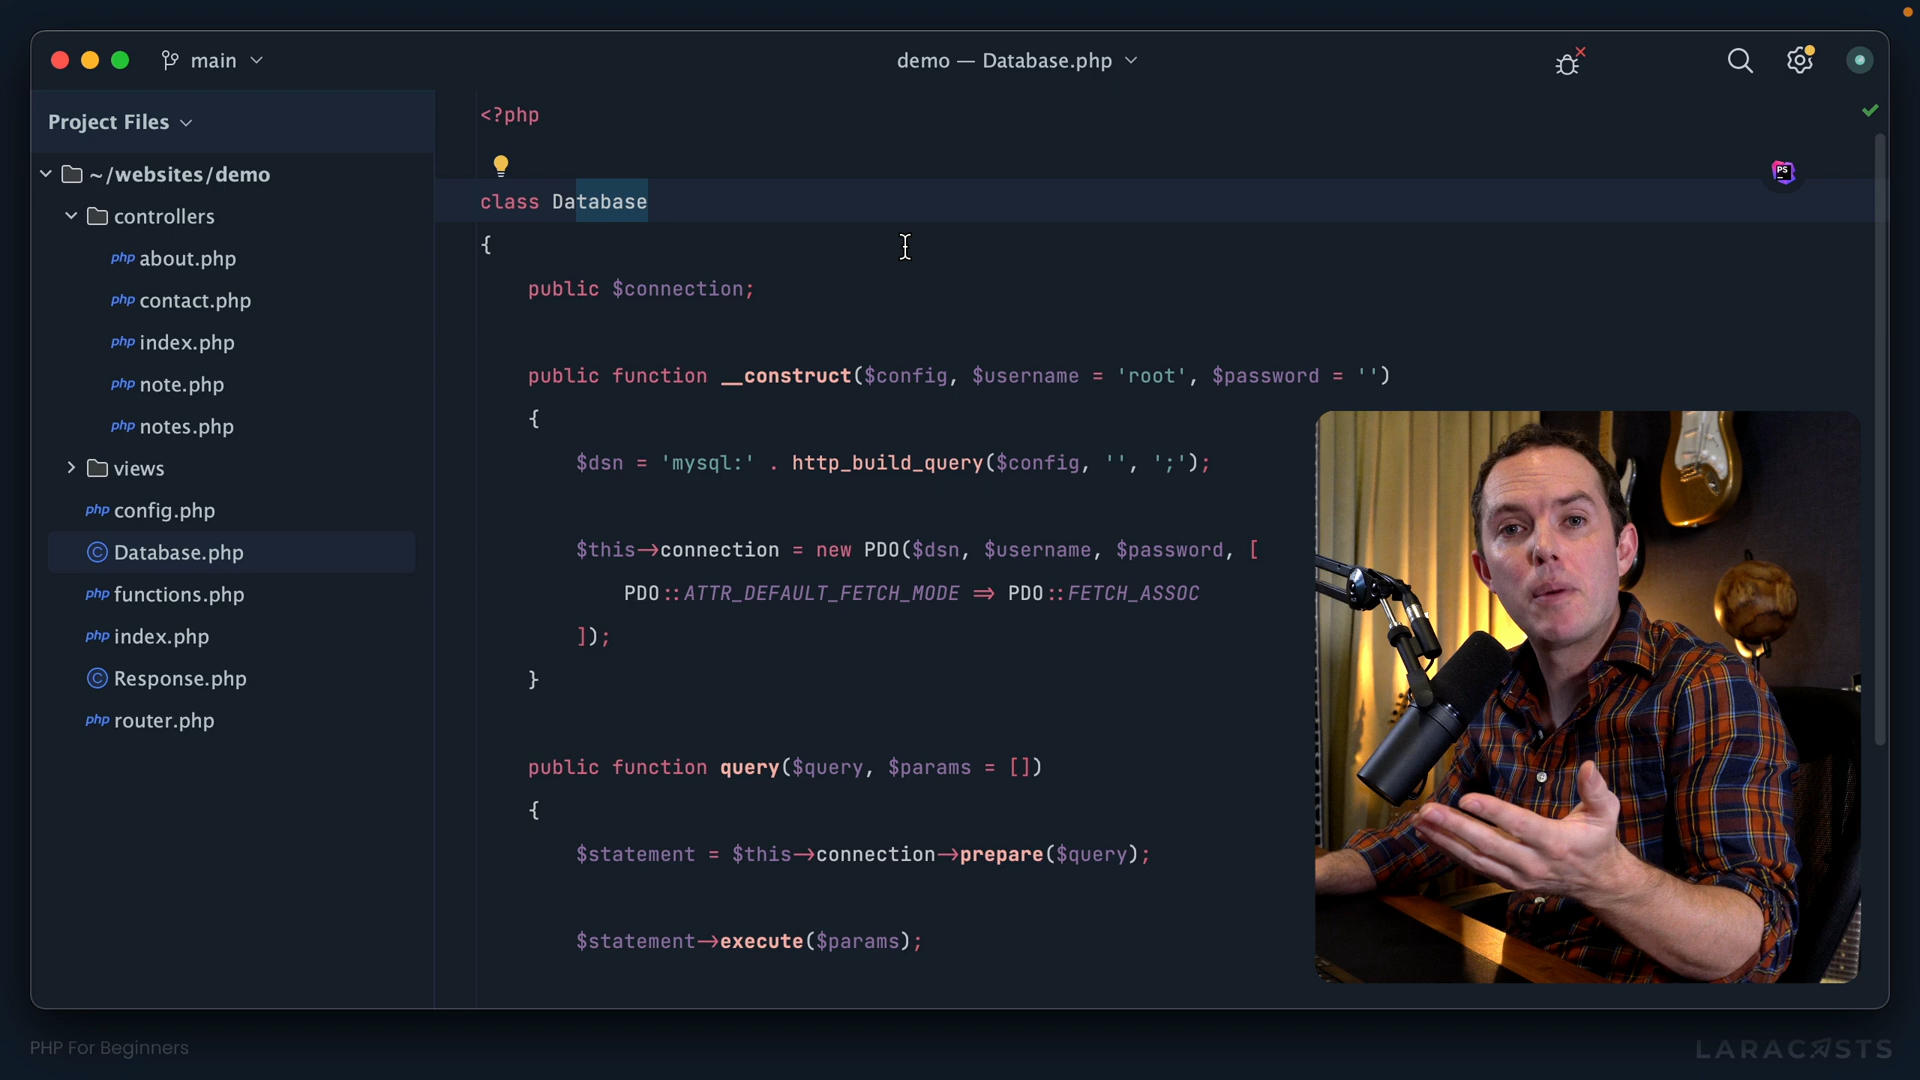 main
demo — Database.php
Project Files
~/websites/demo
controllers
php about.php
php contact.php
php index.php
php note.php
php notes.php
views
php config.php
© Database.php
php functions.php
php index.php
© Response.php
php router.php
<?php
PS
class Database
{
public $connection;
public function __construct($config, $username = 'root', $password = '')
{
$dsn = 'mysql:' . http_build_query($config, '', ';');
$this->connection = new PDO($dsn, $username, $password, [
PDO::ATTR_DEFAULT_FETCH_MODE => PDO::FETCH_ASSOC
]);
}
public function query($query, $params = [])
{
$statement = $this->connection->prepare($query);
$statement->execute($params);
PHP For Beginners
LARACASTS